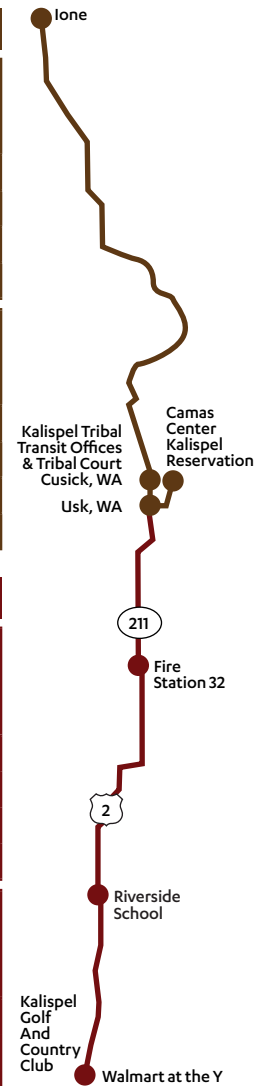 Ione
Kalispel Tribal
Transit Offices
& Tribal Court
Cusick, WA
Camas
Center
Kalispel
Reservation
Usk, WA
211
Fire
Station 32
2
Riverside
School
Kalispel
Golf
And
Country
Club
Walmart at the Y